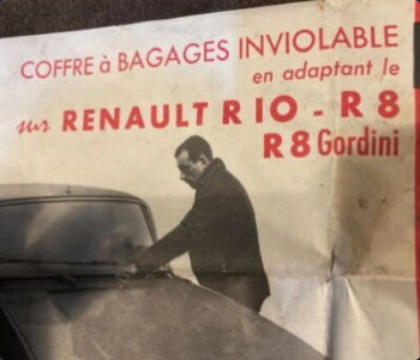 COFFRE à BAGAGES INVIOLABLE
en adaptant le
sur RENAULT R 10 - R 8
R 8 Gordini